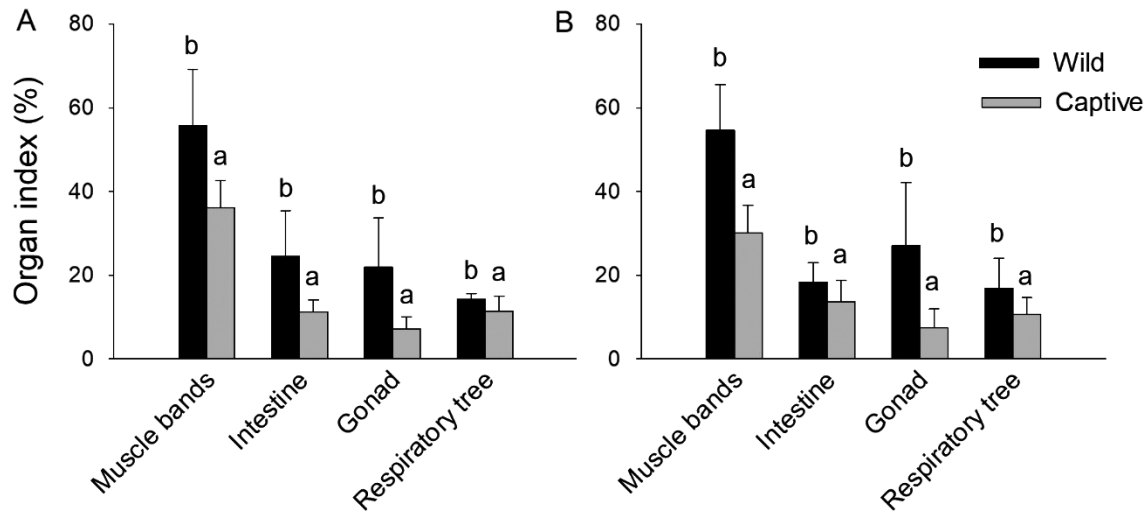 A
Organ index (%)
80
60
40
20
0
b
a
b
a
b
a
b
a
Muscle bands
Intestine
Gonad
Respiratory tree
B
80
60
40
20
0
b
a
b
a
b
a
b
a
Muscle bands
Intestine
Gonad
Respiratory tree
Wild
Captive